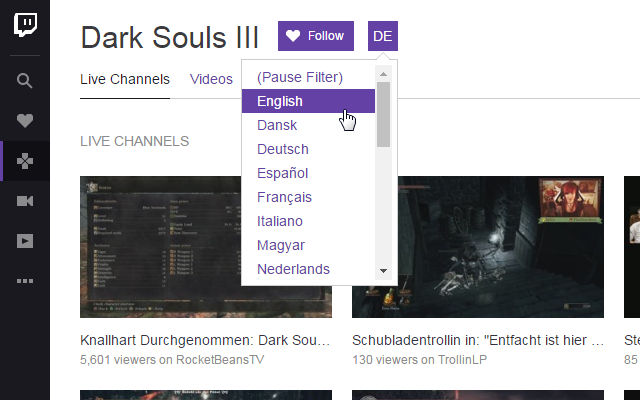 Dark Souls III
Follow
DE
Live Channels
Videos
(Pause Filter)
English
Dansk
Deutsch
Español
Français
Italiano
Magyar
Nederlands
LIVE CHANNELS
Knallhart Durchgenommen: Dark Sou…
5,601 viewers on RocketBeansTV
Schubladentrollin in: "Entfacht ist hier …
130 viewers on TrollinLP
Ste
85